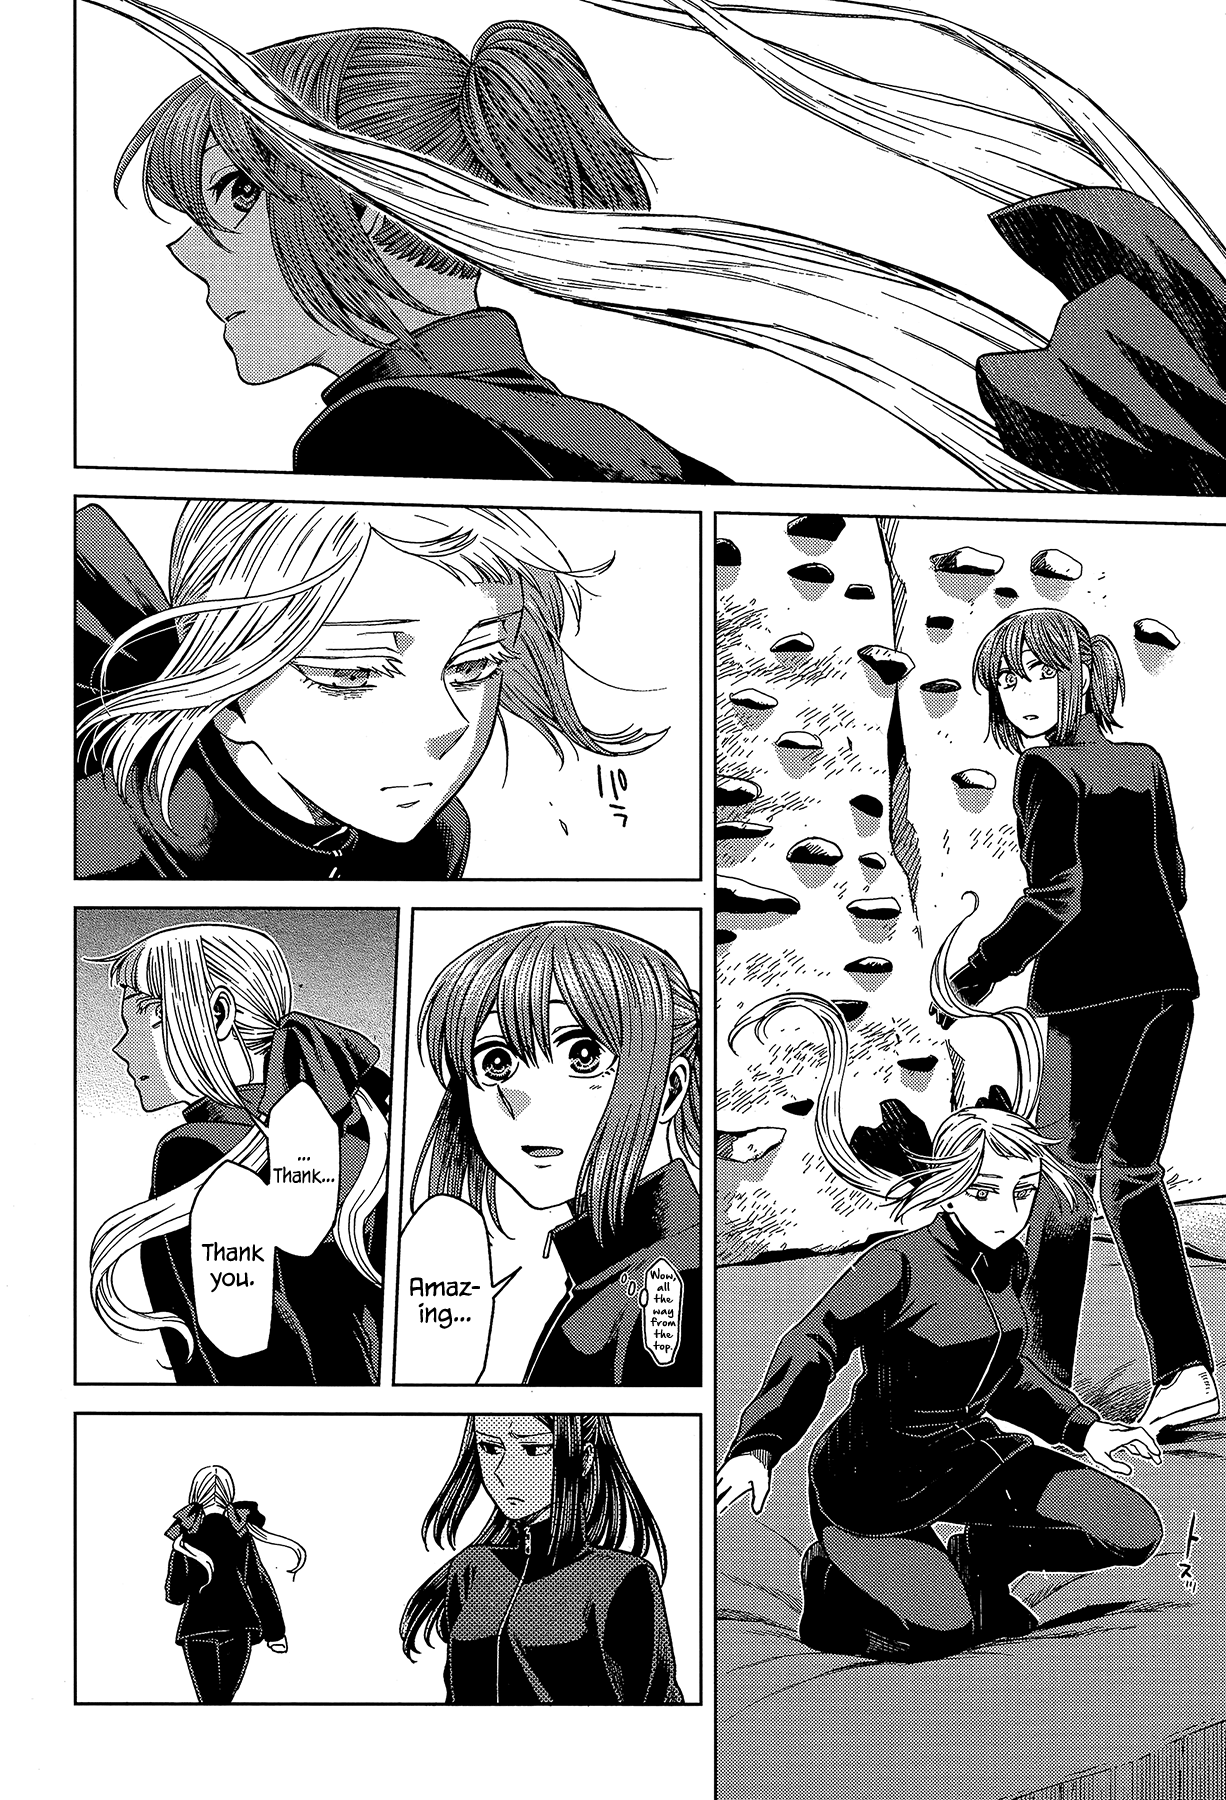 パラ
トスッ
Amaz-
ing...
Wow,
all
the
way
from
the
top.
...
Thank...
Thank
you.